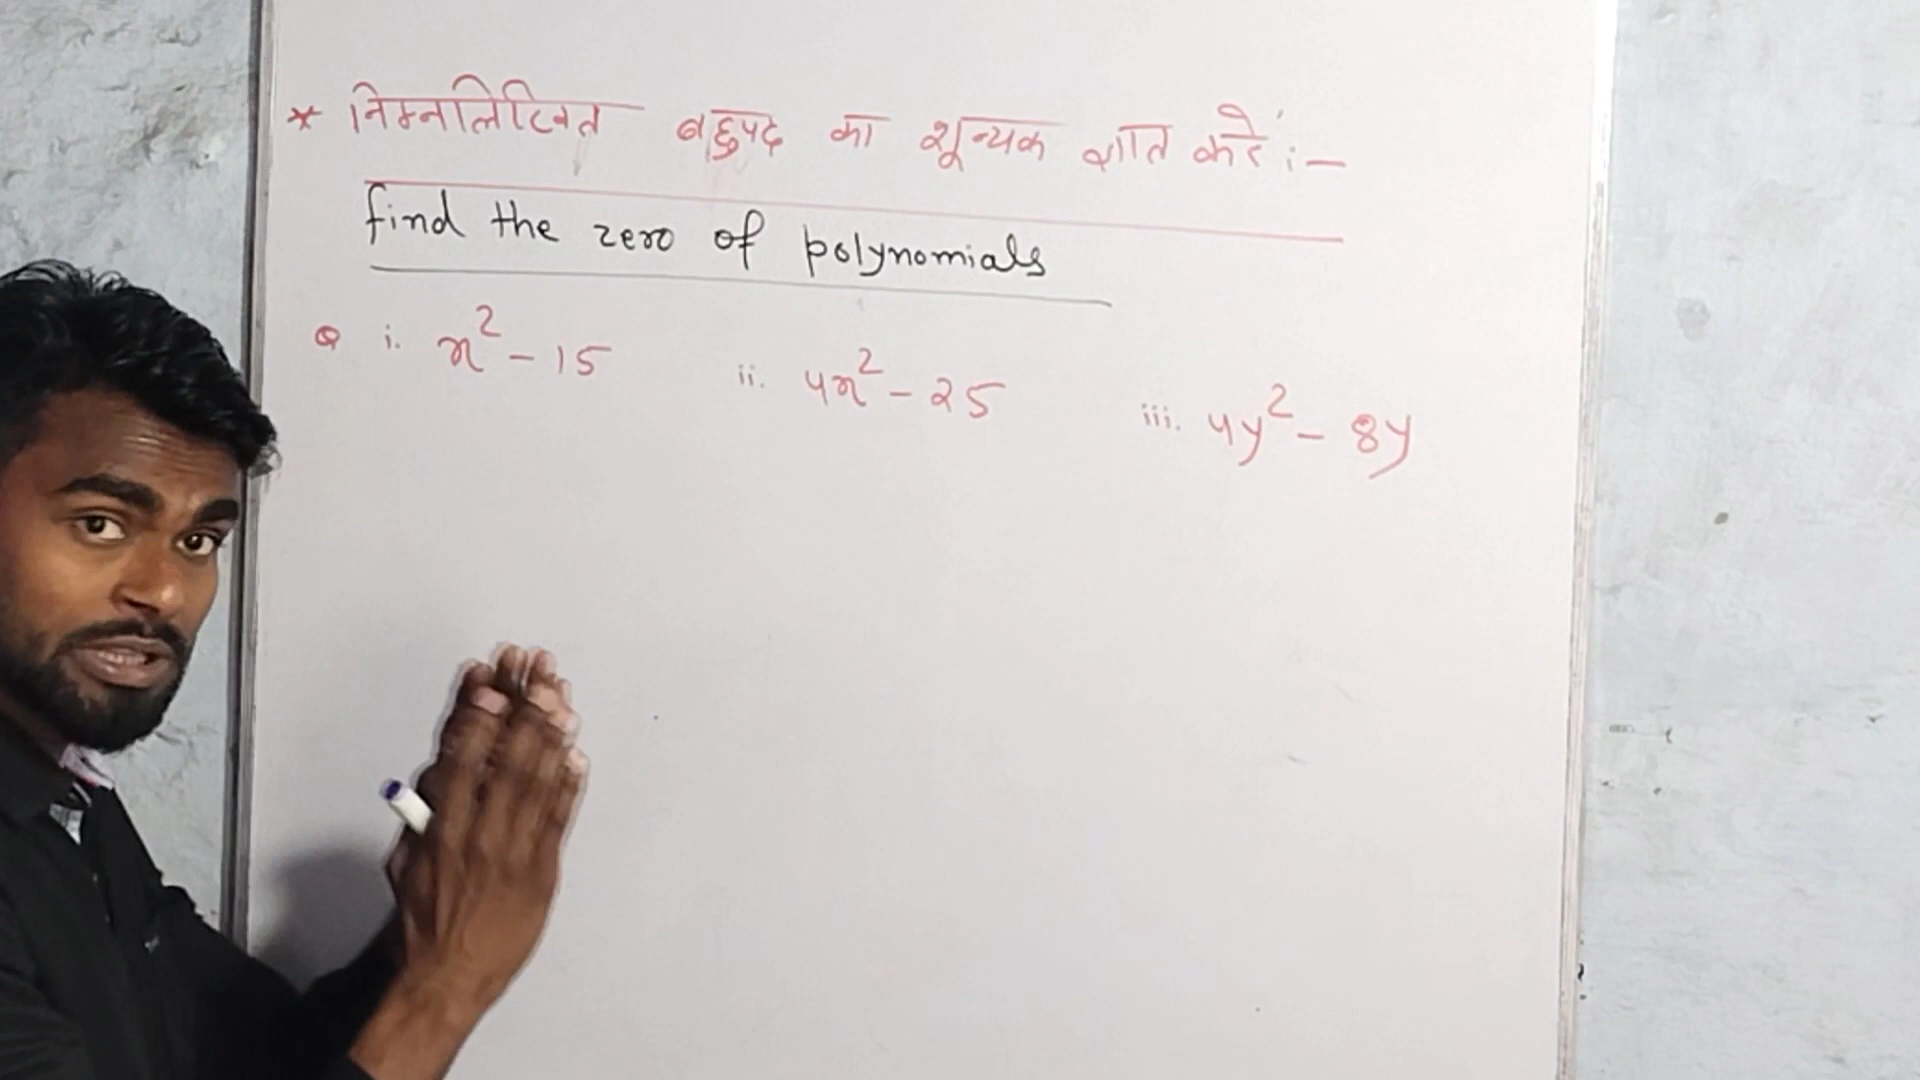 * निम्नलिखित बहुपद का शून्यक ज्ञात करें :-
find the zero of polynomials
Q i. x² - 15 ii. 4x² - 25 iii. 4y² - 8y